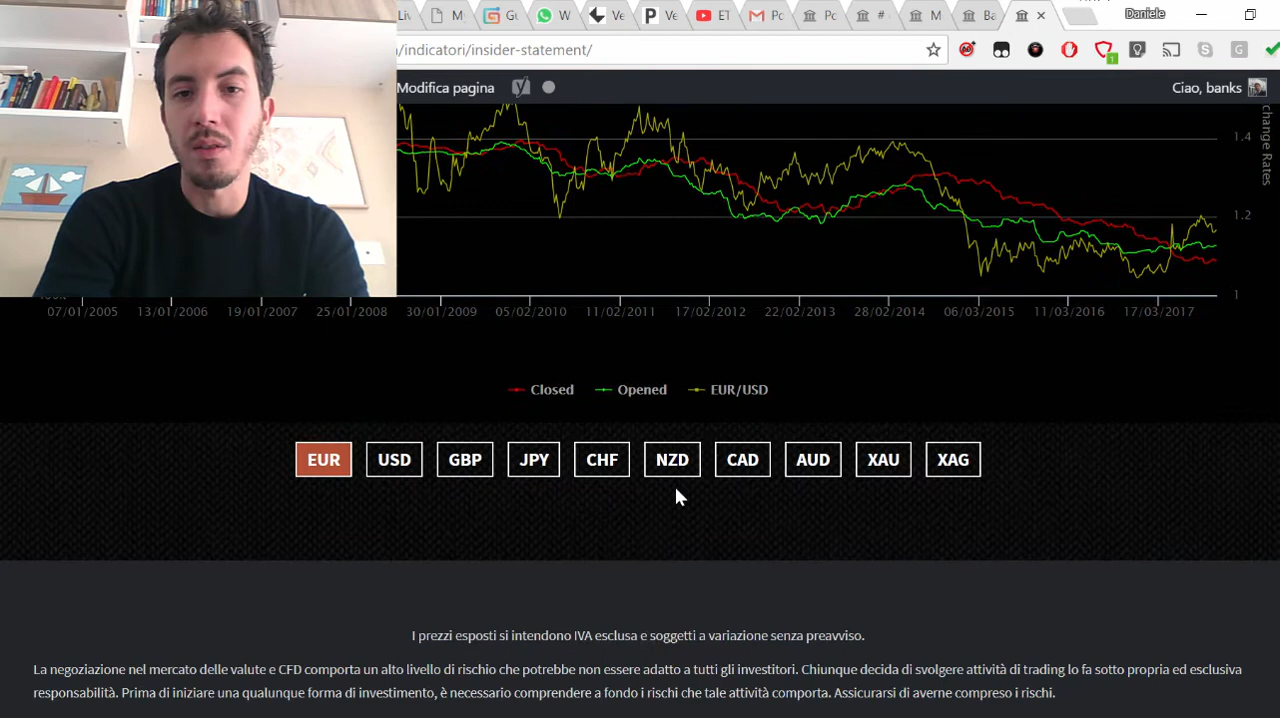 Daniele
/indicatori/insider-statement/
Modifica pagina
Ciao, banks
change Rates
1.4
1.2
1
07/01/2005 13/01/2006 19/01/2007 25/01/2008 30/01/2009 05/02/2010 11/02/2011 17/02/2012 22/02/2013 28/02/2014 06/03/2015 11/03/2016 17/03/2017
Closed Opened EUR/USD
EUR USD GBP JPY CHF NZD CAD AUD XAU XAG
I prezzi esposti si intendono IVA esclusa e soggetti a variazione senza preavviso.
La negoziazione nel mercato delle valute e CFD comporta un alto livello di rischio che potrebbe non essere adatto a tutti gli investitori. Chiunque decida di svolgere attività di trading lo fa sotto propria ed esclusiva
responsabilità. Prima di iniziare una qualunque forma di investimento, è necessario comprendere a fondo i rischi che tale attività comporta. Assicurarsi di averne compreso i rischi.